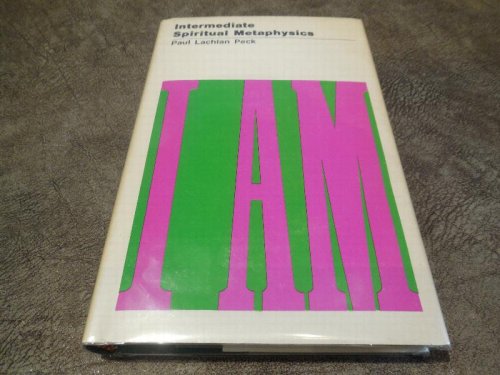 Intermediate
Spiritual Metaphysics
Paul Lachlan Peck
I AM